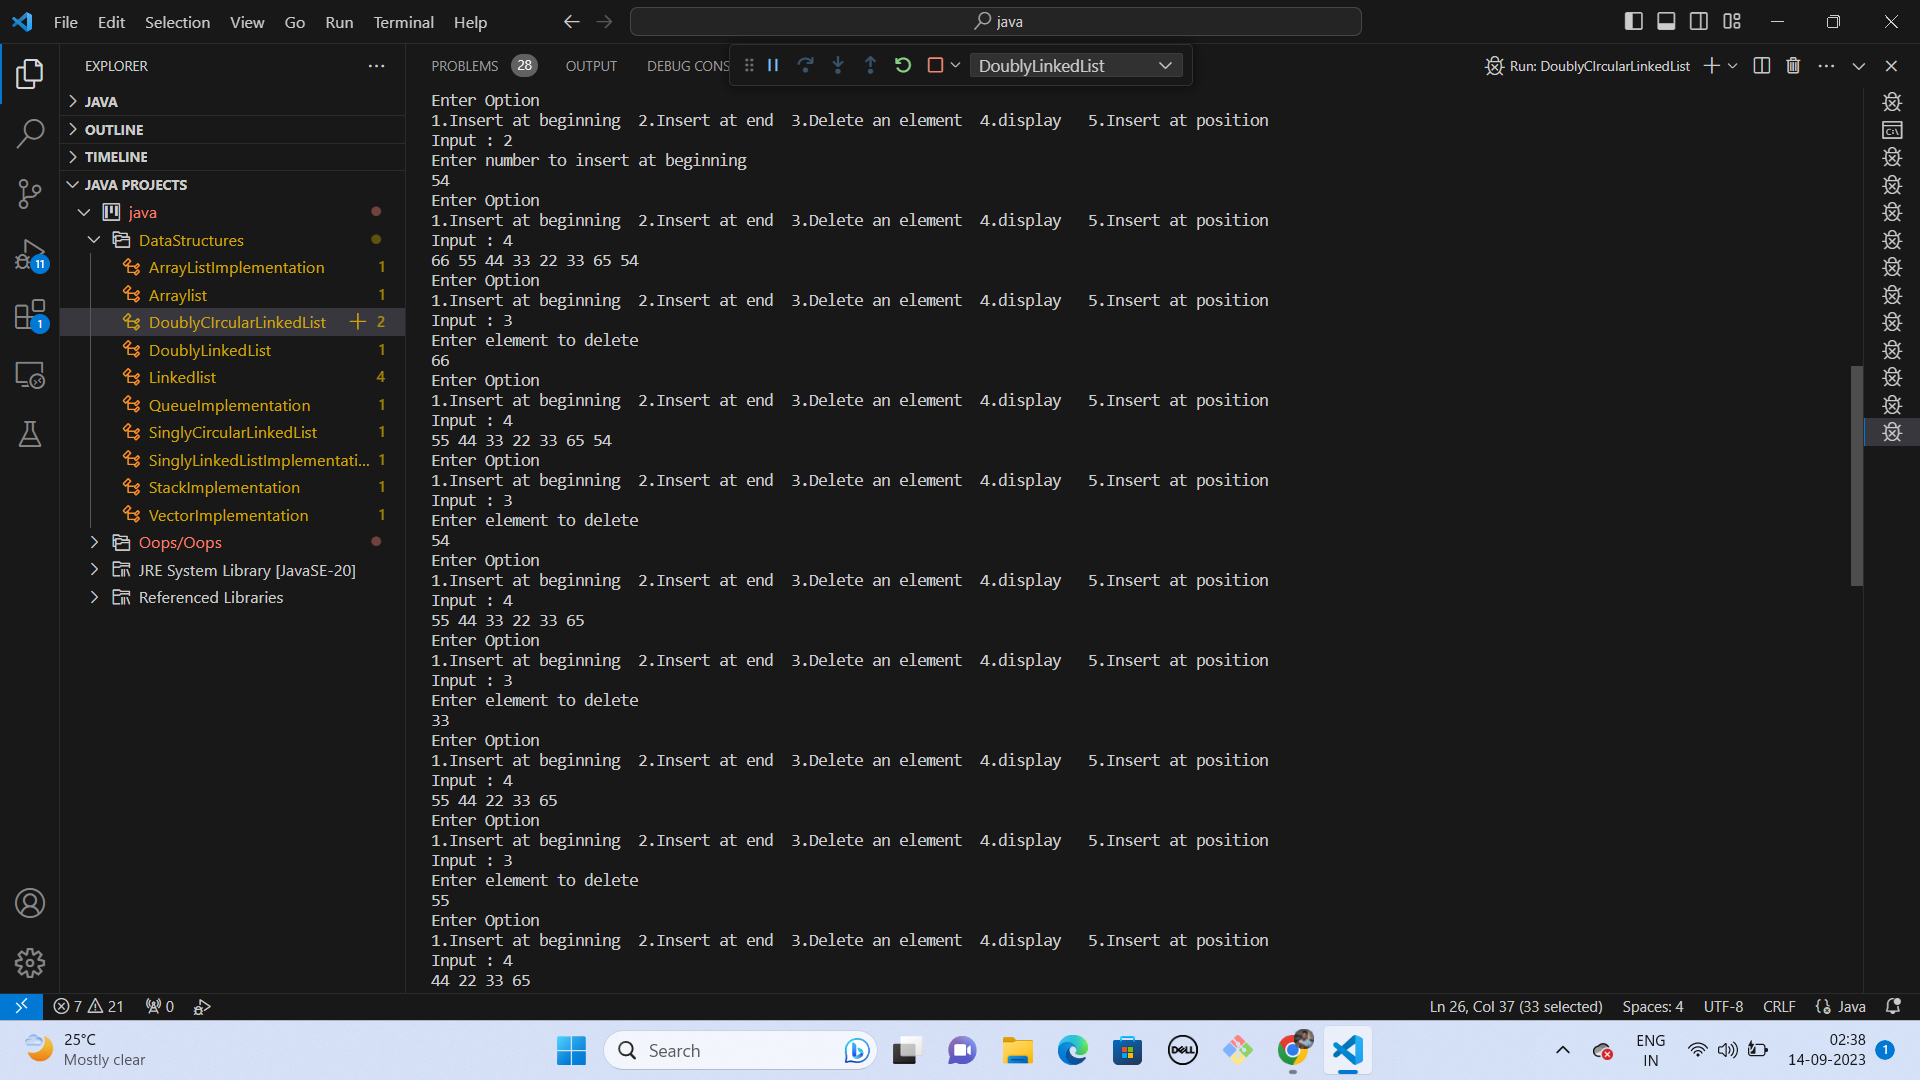 File Edit Selection View Go Run Terminal Help
java
EXPLORER
JAVA
OUTLINE
TIMELINE
JAVA PROJECTS
java
DataStructures
ArrayListImplementation 1
Arraylist 1
DoublyCIrcularLinkedList 2
DoublyLinkedList 1
Linkedlist 4
QueueImplementation 1
SinglyCircularLinkedList 1
SinglyLinkedListImplementati... 1
StackImplementation 1
VectorImplementation 1
Oops/Oops
JRE System Library [JavaSE-20]
Referenced Libraries
11
1
PROBLEMS 28 OUTPUT DEBUG CONS
DoublyLinkedList
Run: DoublyCIrcularLinkedList
Enter Option
1.Insert at beginning 2.Insert at end 3.Delete an element 4.display 5.Insert at position
Input : 2
Enter number to insert at beginning
54
Enter Option
1.Insert at beginning 2.Insert at end 3.Delete an element 4.display 5.Insert at position
Input : 4
66 55 44 33 22 33 65 54
Enter Option
1.Insert at beginning 2.Insert at end 3.Delete an element 4.display 5.Insert at position
Input : 3
Enter element to delete
66
Enter Option
1.Insert at beginning 2.Insert at end 3.Delete an element 4.display 5.Insert at position
Input : 4
55 44 33 22 33 65 54
Enter Option
1.Insert at beginning 2.Insert at end 3.Delete an element 4.display 5.Insert at position
Input : 3
Enter element to delete
54
Enter Option
1.Insert at beginning 2.Insert at end 3.Delete an element 4.display 5.Insert at position
Input : 4
55 44 33 22 33 65
Enter Option
1.Insert at beginning 2.Insert at end 3.Delete an element 4.display 5.Insert at position
Input : 3
Enter element to delete
33
Enter Option
1.Insert at beginning 2.Insert at end 3.Delete an element 4.display 5.Insert at position
Input : 4
55 44 22 33 65
Enter Option
1.Insert at beginning 2.Insert at end 3.Delete an element 4.display 5.Insert at position
Input : 3
Enter element to delete
55
Enter Option
1.Insert at beginning 2.Insert at end 3.Delete an element 4.display 5.Insert at position
Input : 4
44 22 33 65
7 21 0
Ln 26, Col 37 (33 selected) Spaces: 4 UTF-8 CRLF Java
25°C
Mostly clear
Search
DELL
ENG
IN
02:38
14-09-2023
1